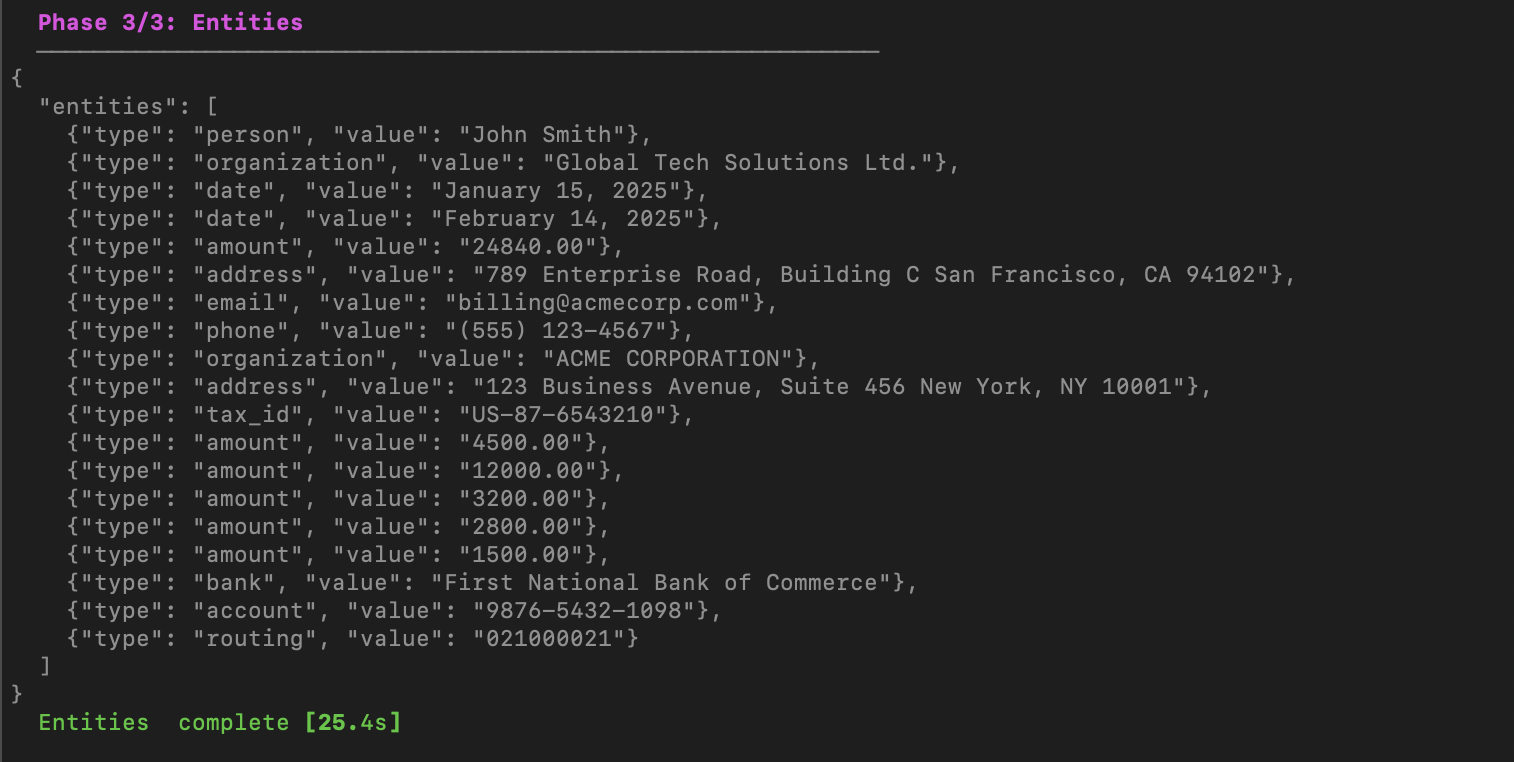 Phase 3/3: Entities
{
  "entities": [
    {"type": "person", "value": "John Smith"},
    {"type": "organization", "value": "Global Tech Solutions Ltd."},
    {"type": "date", "value": "January 15, 2025"},
    {"type": "date", "value": "February 14, 2025"},
    {"type": "amount", "value": "24840.00"},
    {"type": "address", "value": "789 Enterprise Road, Building C San Francisco, CA 94102"},
    {"type": "email", "value": "billing@acmecorp.com"},
    {"type": "phone", "value": "(555) 123-4567"},
    {"type": "organization", "value": "ACME CORPORATION"},
    {"type": "address", "value": "123 Business Avenue, Suite 456 New York, NY 10001"},
    {"type": "tax_id", "value": "US-87-6543210"},
    {"type": "amount", "value": "4500.00"},
    {"type": "amount", "value": "12000.00"},
    {"type": "amount", "value": "3200.00"},
    {"type": "amount", "value": "2800.00"},
    {"type": "amount", "value": "1500.00"},
    {"type": "bank", "value": "First National Bank of Commerce"},
    {"type": "account", "value": "9876-5432-1098"},
    {"type": "routing", "value": "021000021"}
  ]
}
Entities  complete [25.4s]